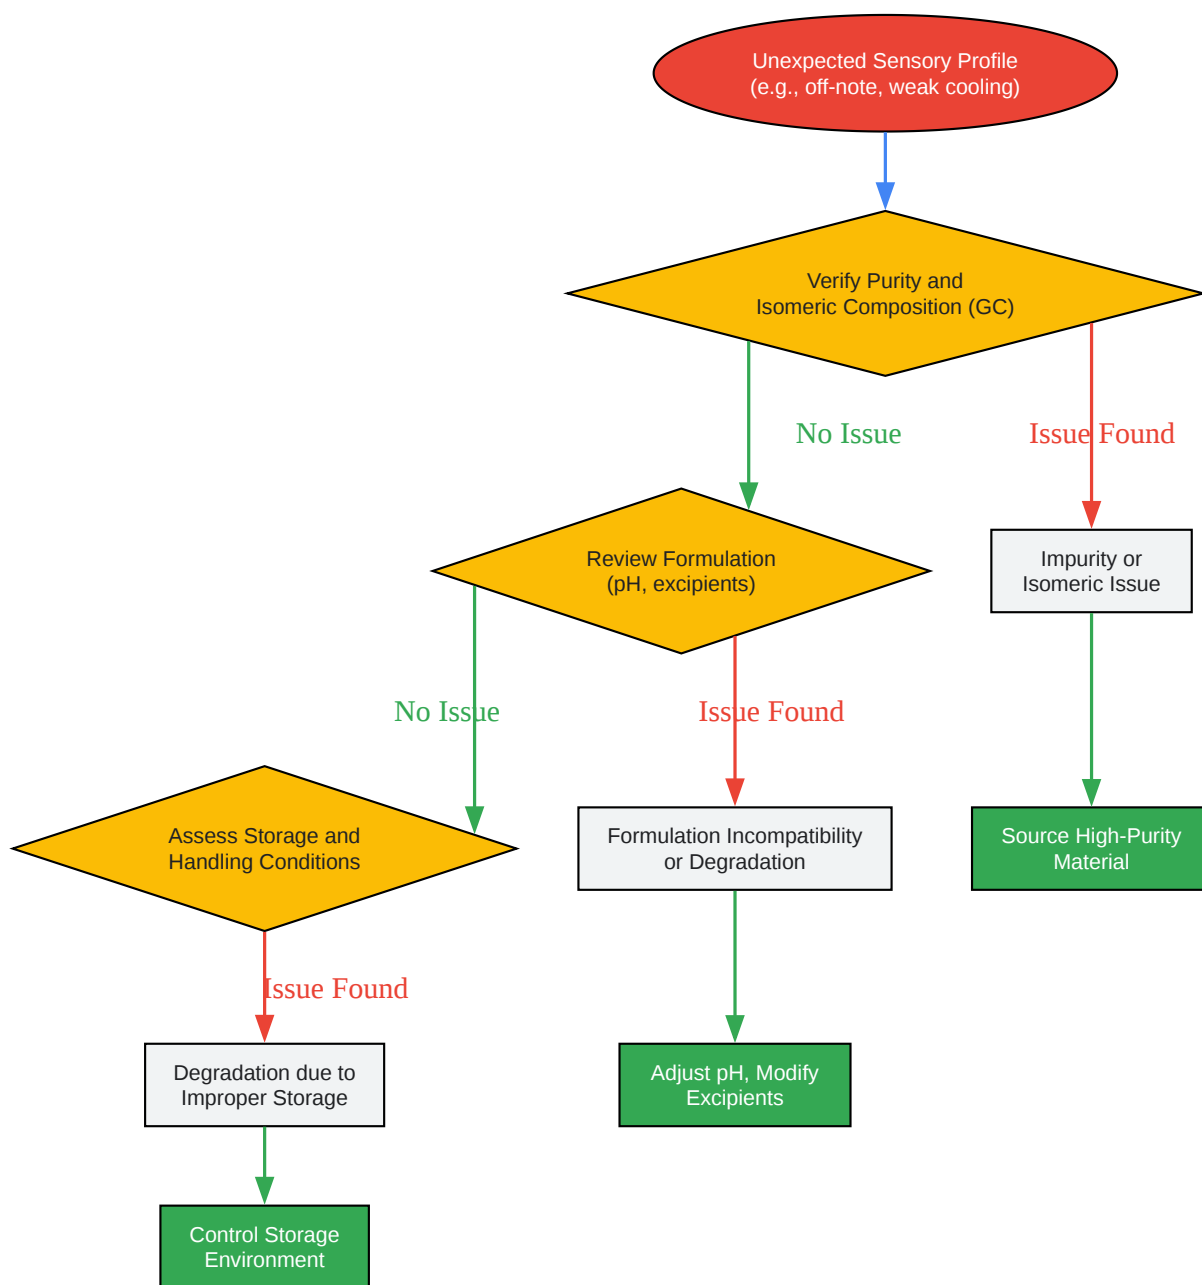 Unexpected Sensory Profile
(e.g., off-note, weak cooling)
Verify Purity and
Isomeric Composition (GC)
No Issue
Issue Found
Review Formulation
(pH, excipients)
Impurity or
Isomeric Issue
No Issue
Issue Found
Assess Storage and
Handling Conditions
Formulation Incompatibility
or Degradation
Source High-Purity
Material
Issue Found
Degradation due to
Improper Storage
Adjust pH, Modify
Excipients
Control Storage
Environment